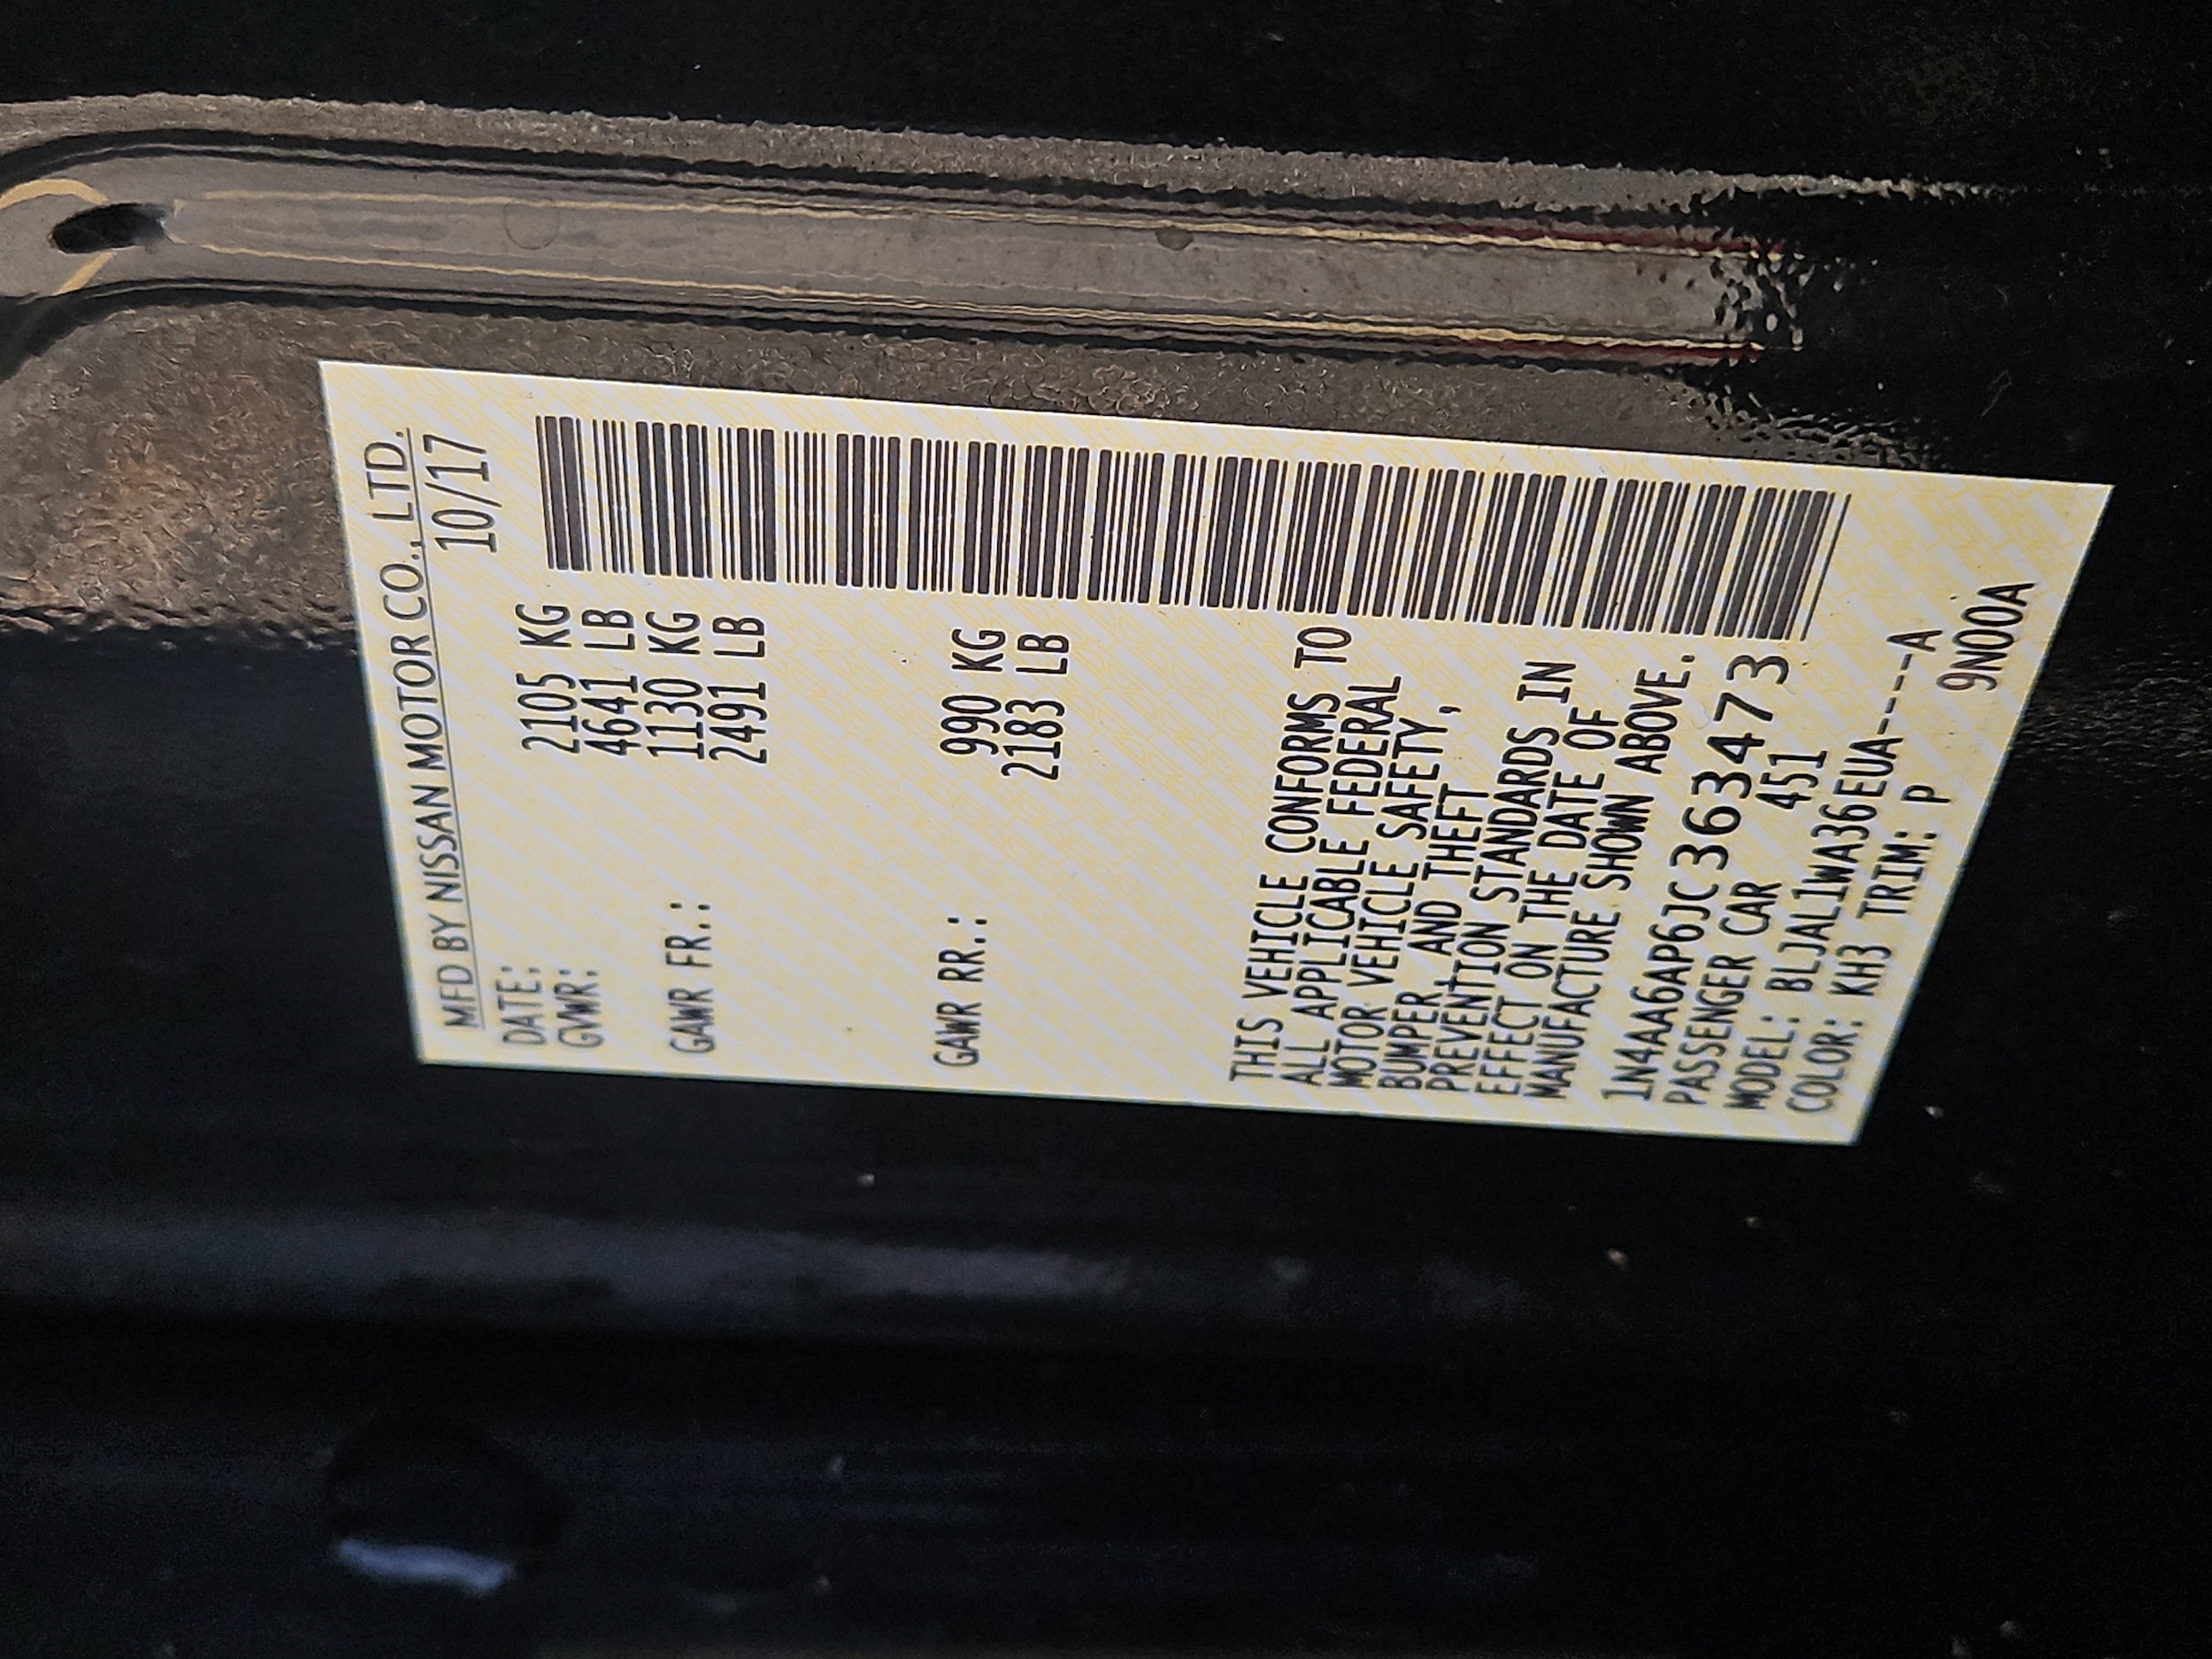 MFD BY NISSAN MOTOR CO., LTD.
DATE: 10/17
GVWR: 2105 KG
4641 LB
GAWR FR.: 1130 KG
2491 LB
GAWR RR.: 990 KG
2183 LB
THIS VEHICLE CONFORMS TO
ALL APPLICABLE FEDERAL
MOTOR VEHICLE SAFETY,
BUMPER, AND THEFT
PREVENTION STANDARDS IN
EFFECT ON THE DATE OF
MANUFACTURE SHOWN ABOVE.
1N4AA6AP6JC3634473
PASSENGER CAR 451
MODEL: BLJAL1WA36EUA-----A
COLOR: KH3 TRIM: P 9N00A